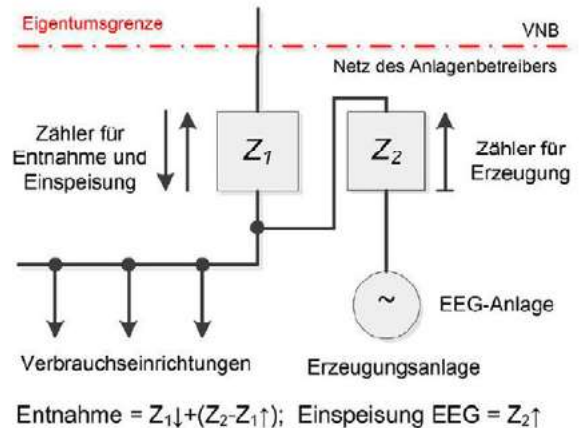 Eigentumsgrenze
VNB
Netz des Anlagenbetreibers
Zähler für
Entnahme und
Einspeisung
Z1
Z2
Zähler für
Erzeugung
~
EEG-Anlage
Verbrauchseinrichtungen
Erzeugungsanlage
Entnahme = Z1↓+(Z2-Z1↑); Einspeisung EEG = Z2↑